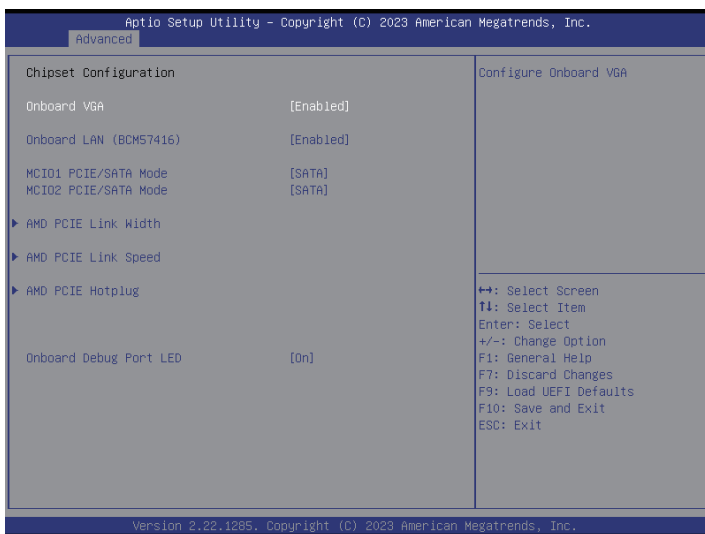 Aptio Setup Utility – Copyright (C) 2023 American Megatrends, Inc.
Advanced
Chipset Configuration
Onboard VGA [Enabled]
Onboard LAN (BCM57416) [Enabled]
MCIO1 PCIE/SATA Mode [SATA]
MCIO2 PCIE/SATA Mode [SATA]
▶ AMD PCIE Link Width
▶ AMD PCIE Link Speed
▶ AMD PCIE Hotplug
Onboard Debug Port LED [On]
Configure Onboard VGA
↔: Select Screen
↑↓: Select Item
Enter: Select
+/-: Change Option
F1: General Help
F7: Discard Changes
F9: Load UEFI Defaults
F10: Save and Exit
ESC: Exit
Version 2.22.1285. Copyright (C) 2023 American Megatrends, Inc.